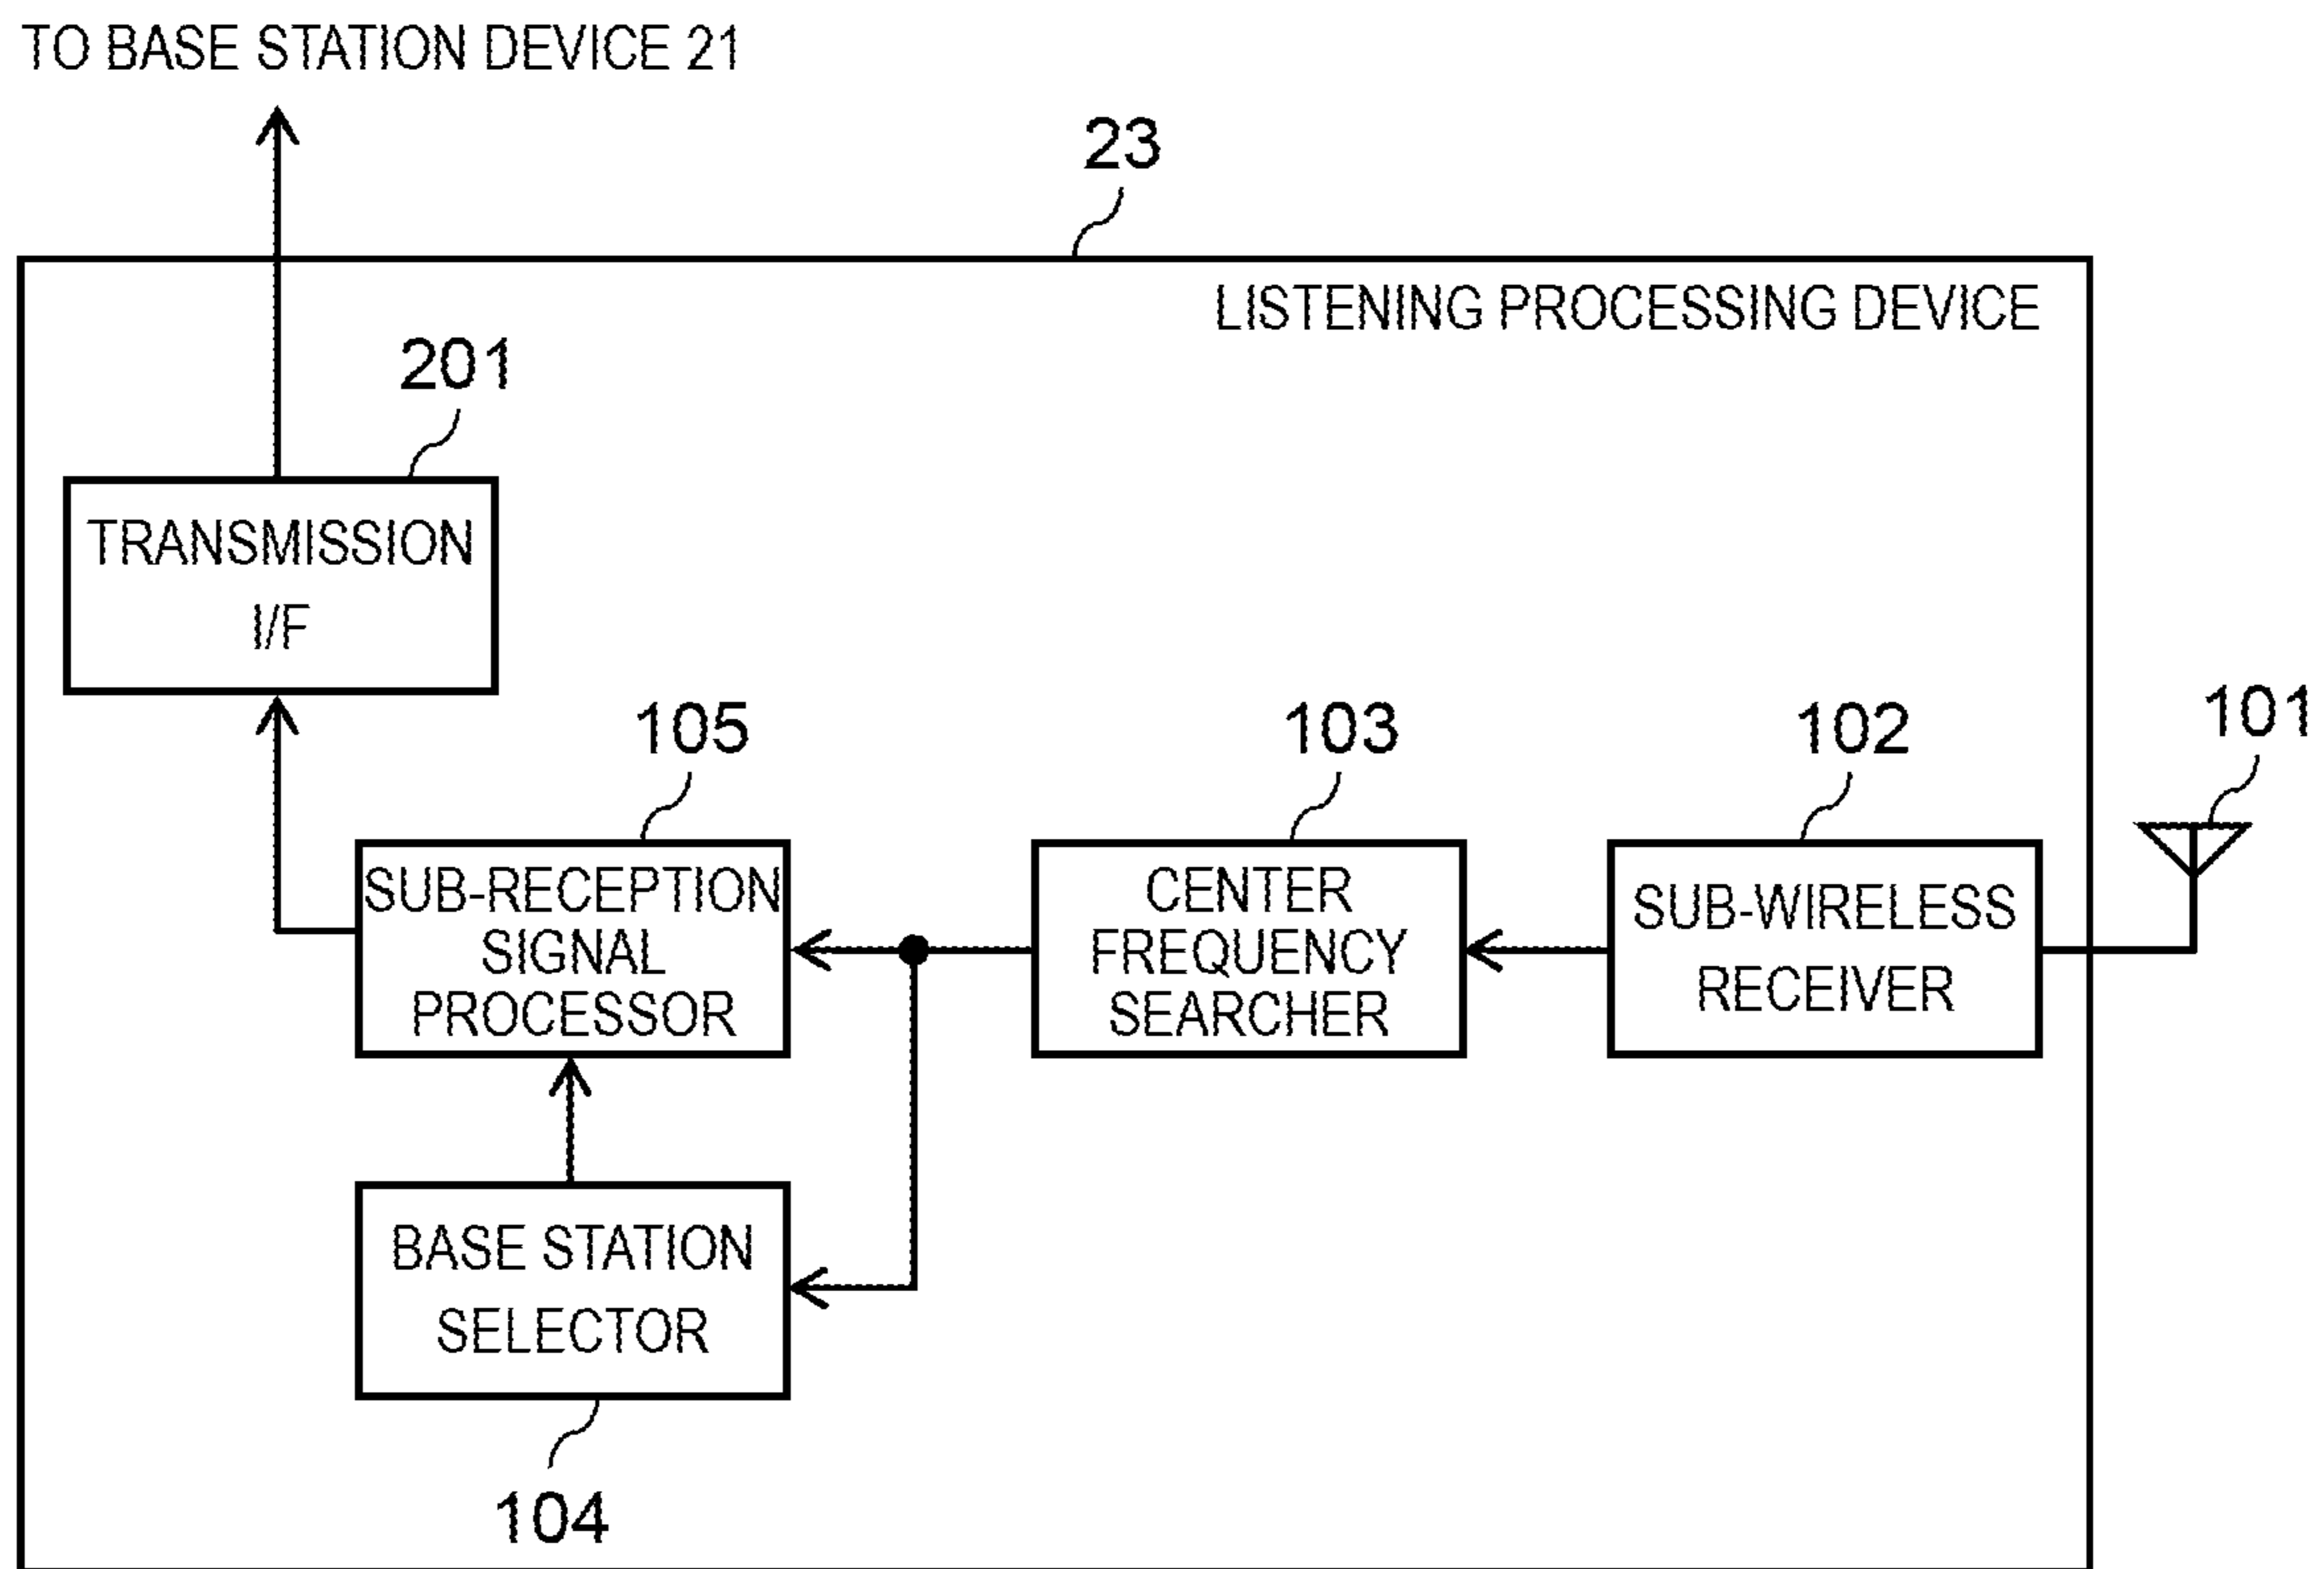 TO BASE STATION DEVICE 21
23
LISTENING PROCESSING DEVICE
201
TRANSMISSION
I/F
105
103
102
101
SUB-RECEPTION
SIGNAL
PROCESSOR
CENTER
FREQUENCY
SEARCHER
SUB-WIRELESS
RECEIVER
BASE STATION
SELECTOR
104